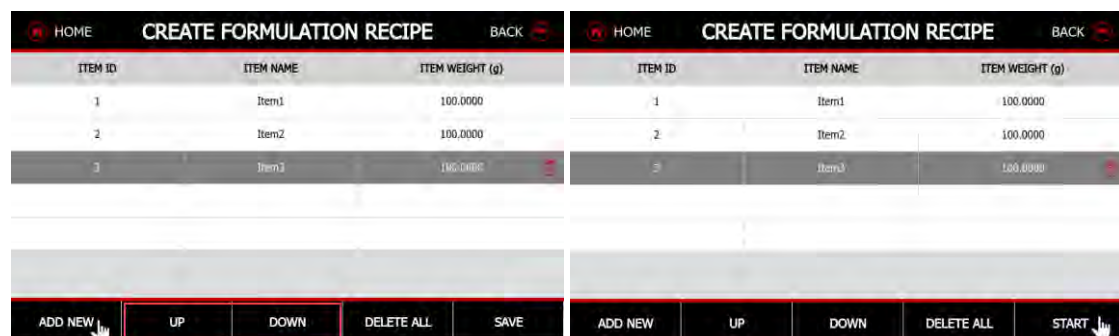 HOME CREATE FORMULATION RECIPE BACK
ITEM ID ITEM NAME ITEM WEIGHT (g)
1 Item1 100.0000
2 Item2 100.0000
3 Item3 100.0000
ADD NEW UP DOWN DELETE ALL SAVE
HOME CREATE FORMULATION RECIPE BACK
ITEM ID ITEM NAME ITEM WEIGHT (g)
1 Item1 100.0000
2 Item2 100.0000
3 Item3 100.0000
ADD NEW UP DOWN DELETE ALL START